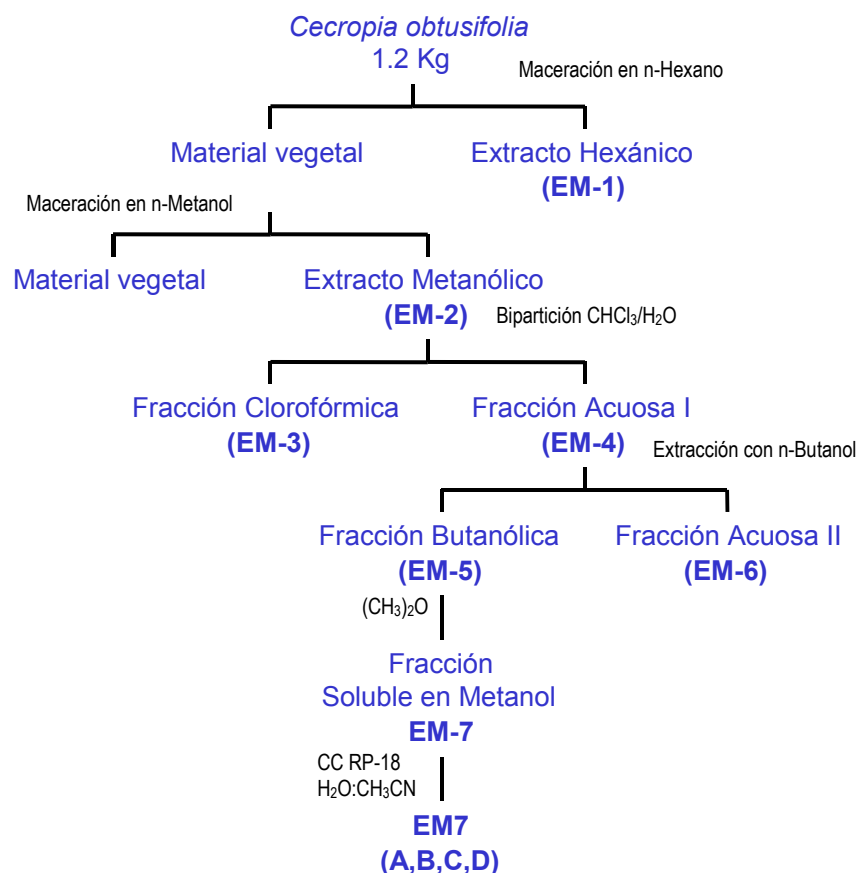 Cecropia obtusifolia
1.2 Kg
Maceración en n-Hexano
Material vegetal
Extracto Hexánico
(EM-1)
Maceración en n-Metanol
Material vegetal
Extracto Metanólico
(EM-2)
Bipartición CHCl₃/H₂O
Fracción Clorofórmica
(EM-3)
Fracción Acuosa I
(EM-4)
Extracción con n-Butanol
Fracción Butanólica
(EM-5)
Fracción Acuosa II
(EM-6)
(CH₃)₂O
Fracción
Soluble en Metanol
EM-7
CC RP-18
H₂O:CH₃CN
EM7
(A,B,C,D)